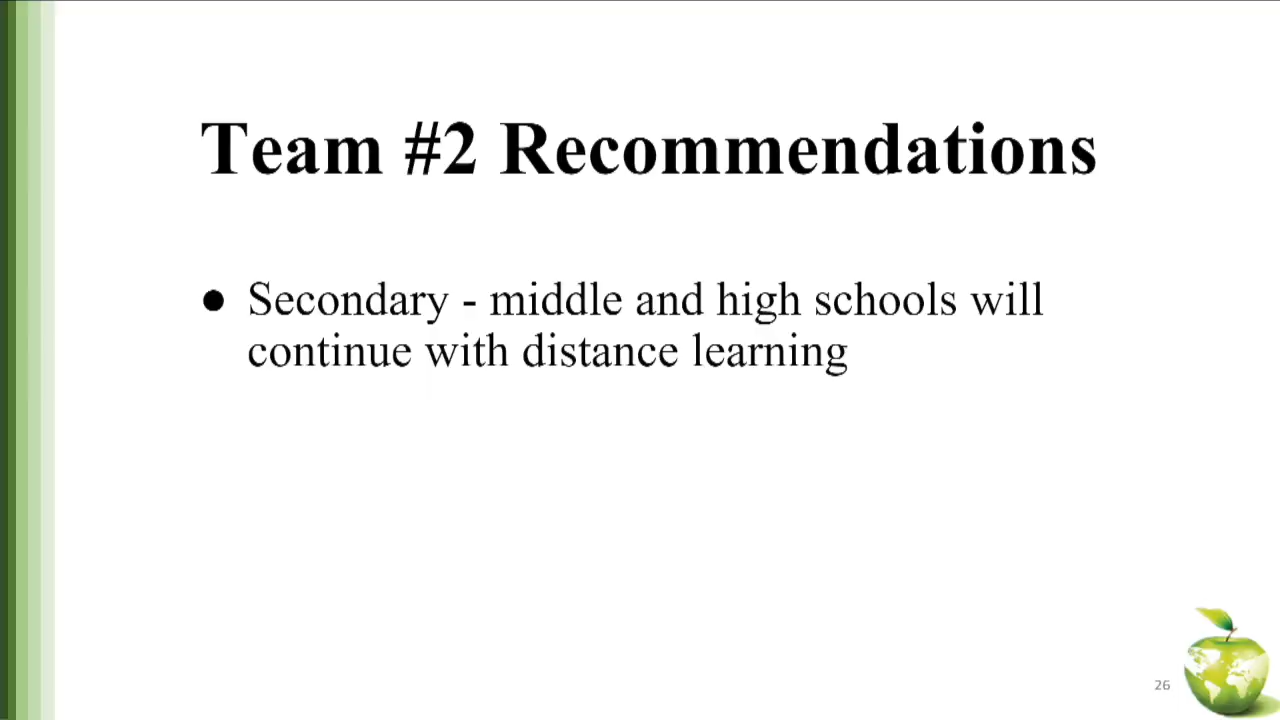 Team #2 Recommendations
● Secondary - middle and high schools will
continue with distance learning
26